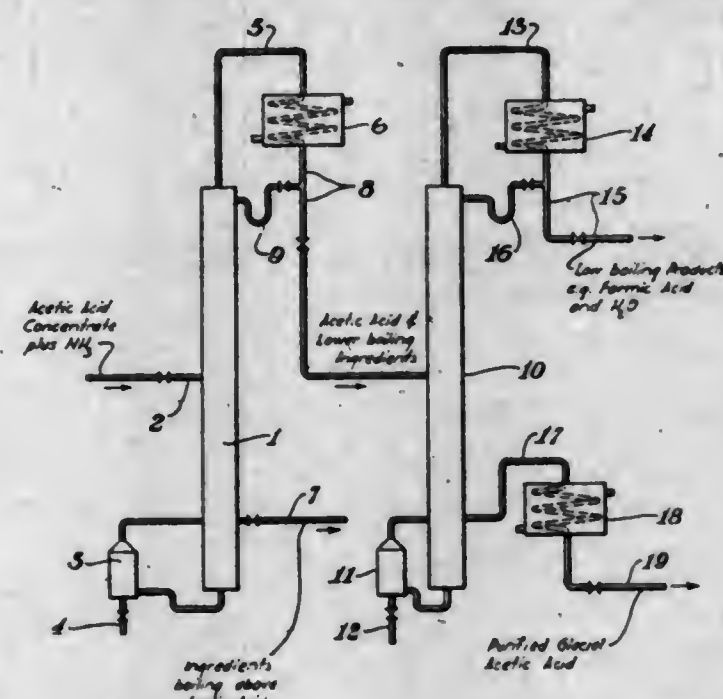 5
13
6
14
8
9
15
16
Low boiling Products
e.g. Formic Acid
and H₂O
Acetic Acid
Concentrate
plus NH₃
Acetic Acid &
Lower boiling
Ingredients
2
1
10
17
7
18
3
11
19
4
12
Purified Glacial
Acetic Acid
Ingredients
boiling above